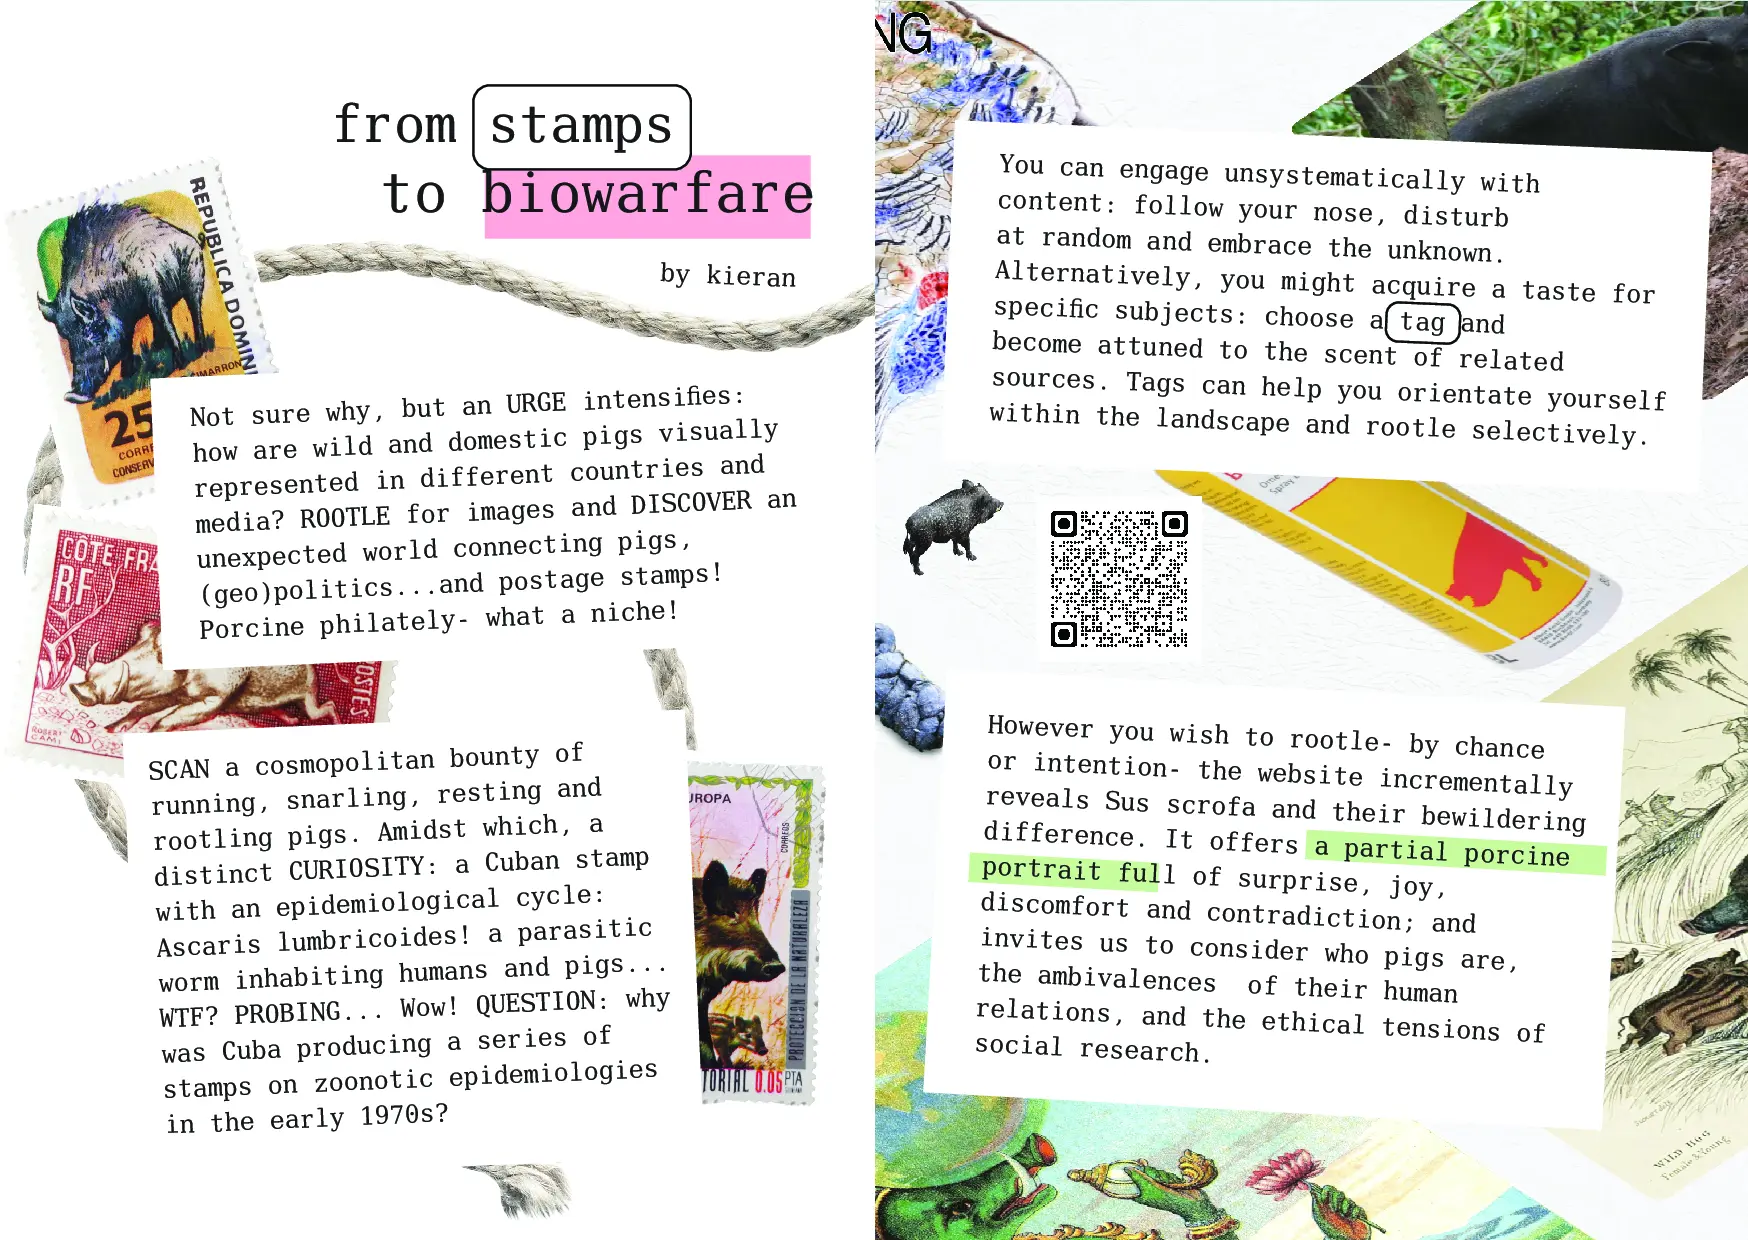 from stamps
to biowarfare
by kieran
REPUBLICA DOMINI
CIMARRON
25
CORRE
CONSERV
Not sure why, but an URGE intensifies:
how are wild and domestic pigs visually
represented in different countries and
media? ROOTLE for images and DISCOVER an
unexpected world connecting pigs,
(geo)politics...and postage stamps!
Porcine philately- what a niche!
CÔTE FRA
RF
OSTES
ROBERT
CAMI
SCAN a cosmopolitan bounty of
running, snarling, resting and
rootling pigs. Amidst which, a
distinct CURIOSITY: a Cuban stamp
with an epidemiological cycle:
Ascaris lumbricoides! a parasitic
worm inhabiting humans and pigs...
WTF? PROBING... Wow! QUESTION: why
was Cuba producing a series of
stamps on zoonotic epidemiologies
in the early 1970s?
UROPA
CORREOS
PROTECCION DE LA NATURALEZA
TORIAL 0.05 PTA
NG
You can engage unsystematically with
content: follow your nose, disturb
at random and embrace the unknown.
Alternatively, you might acquire a taste for
specific subjects: choose a tag and
become attuned to the scent of related
sources. Tags can help you orientate yourself
within the landscape and rootle selectively.
However you wish to rootle- by chance
or intention- the website incrementally
reveals Sus scrofa and their bewildering
difference. It offers a partial porcine
portrait full of surprise, joy,
discomfort and contradiction; and
invites us to consider who pigs are,
the ambivalences  of their human
relations, and the ethical tensions of
social research.
WILD HOG
Female & Young